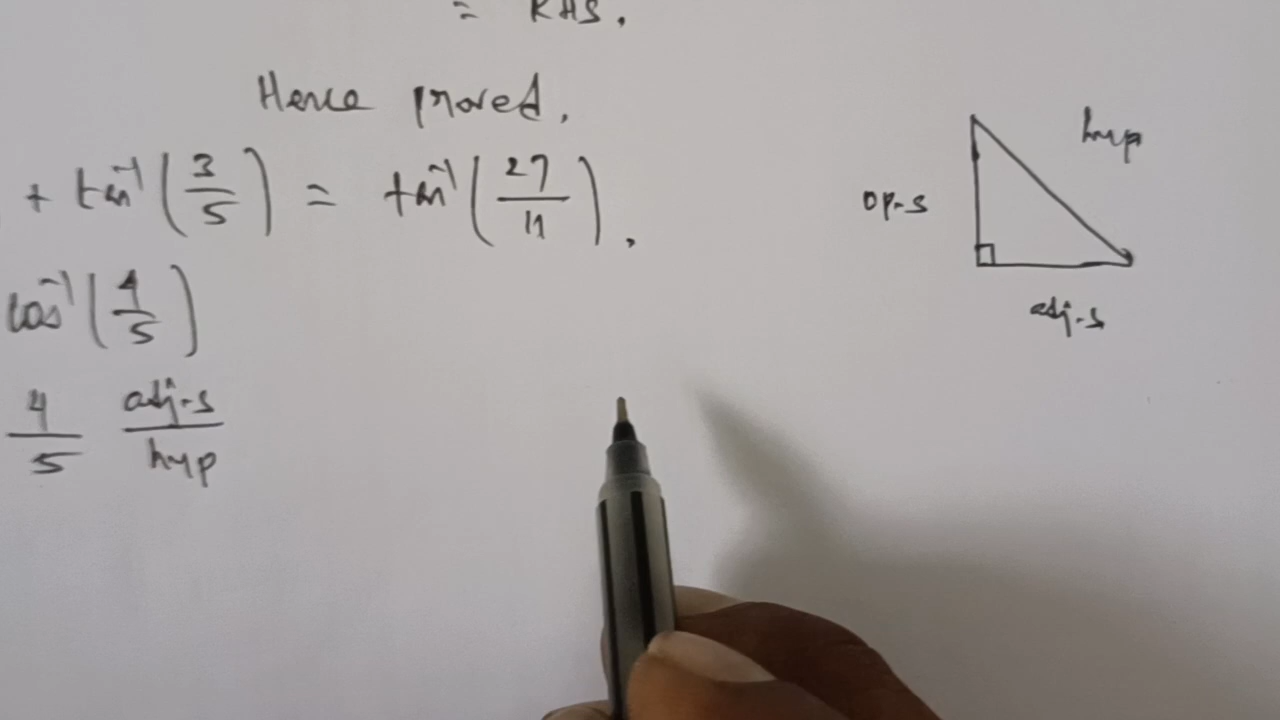 = RHS.
Hence proved.
+ tan⁻¹(3/5) = tan⁻¹(27/11).
cos⁻¹(4/5)
4/5 adj-s/hyp
hyp
op-s
adj-s